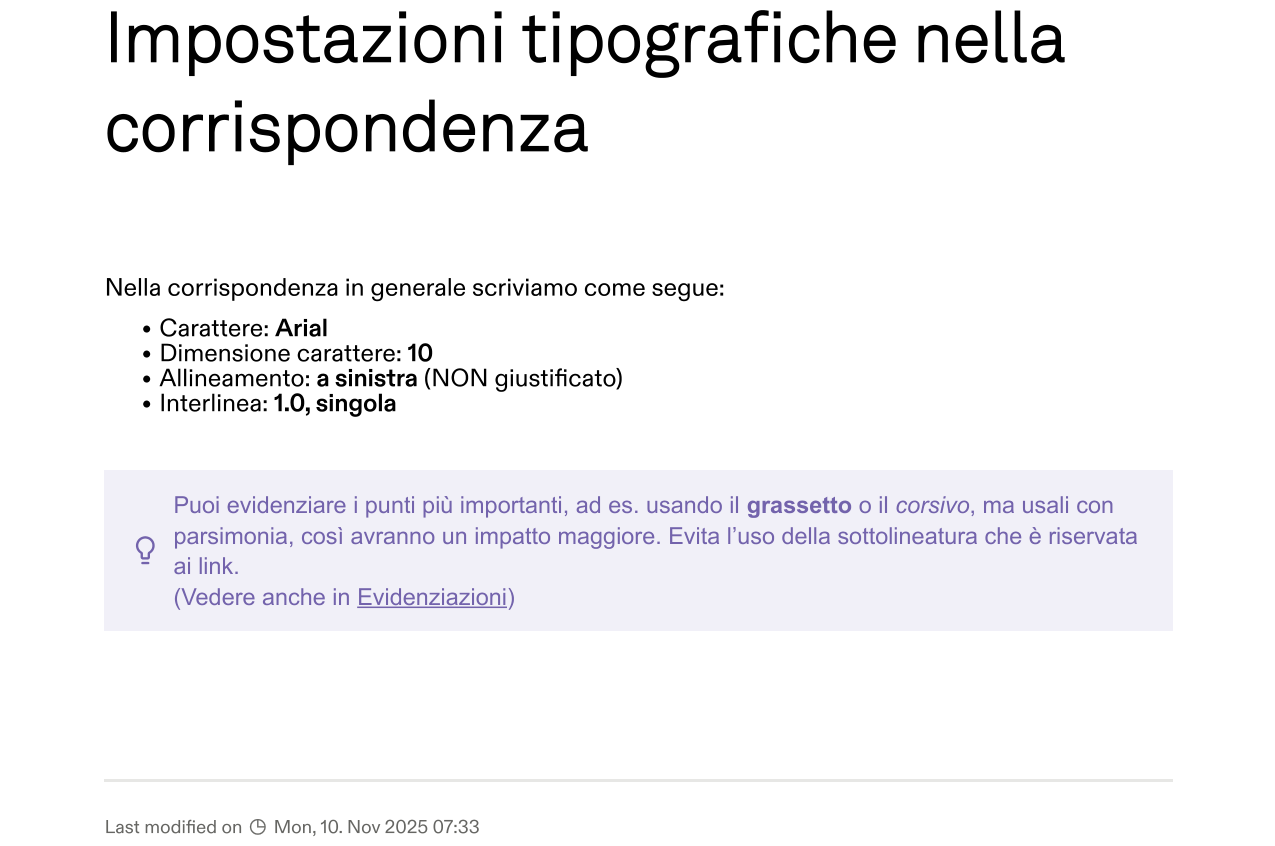 Impostazioni tipografiche nella
corrispondenza
Nella corrispondenza in generale scriviamo come segue:
• Carattere: Arial
• Dimensione carattere: 10
• Allineamento: a sinistra (NON giustificato)
• Interlinea: 1.0, singola
Puoi evidenziare i punti più importanti, ad es. usando il grassetto o il corsivo, ma usali con
parsimonia, così avranno un impatto maggiore. Evita l’uso della sottolineatura che è riservata
ai link.
(Vedere anche in Evidenziazioni)
Last modified on Mon, 10. Nov 2025 07:33